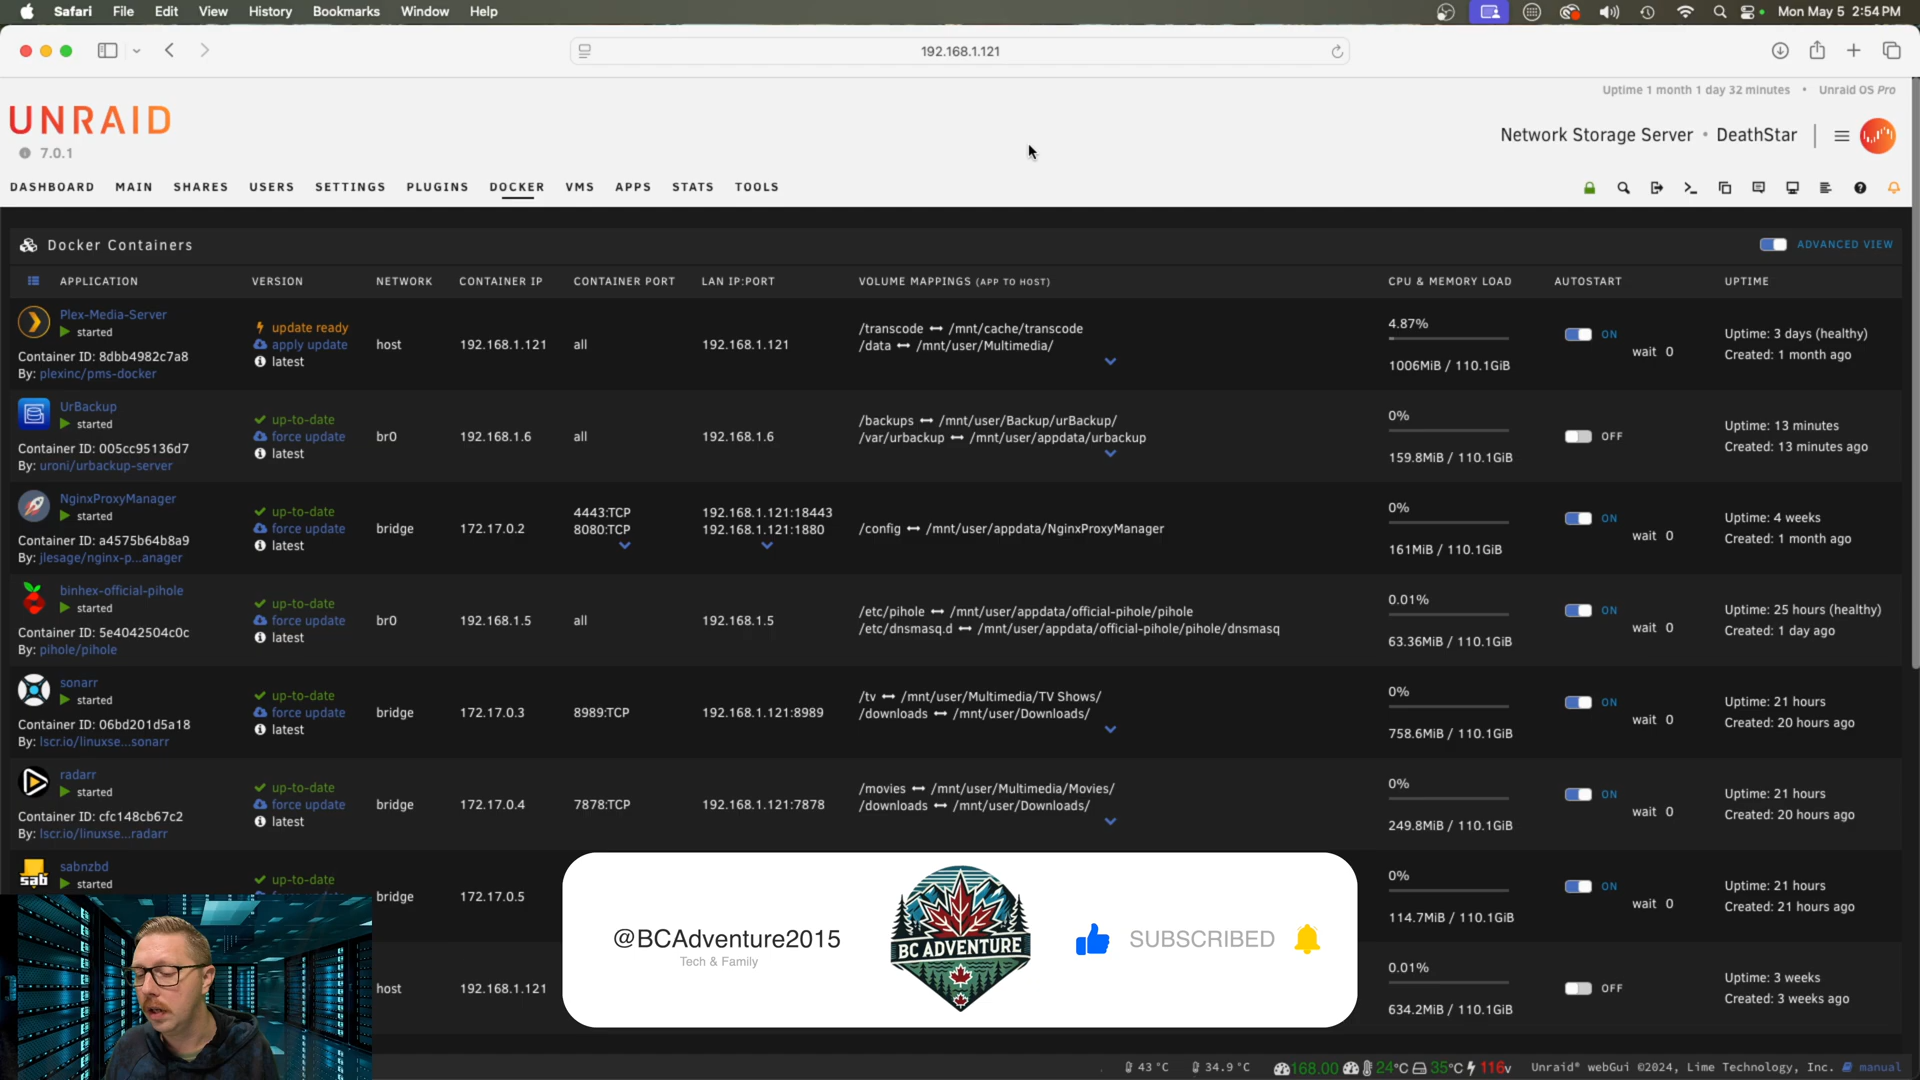 Safari File Edit View History Bookmarks Window Help Mon May 5 2:54 PM
192.168.1.121
Uptime 1 month 1 day 32 minutes • Unraid OS Pro
UNRAID
7.0.1
Network Storage Server • DeathStar
DASHBOARD MAIN SHARES USERS SETTINGS PLUGINS DOCKER VMS APPS STATS TOOLS
Docker Containers ADVANCED VIEW
APPLICATION VERSION NETWORK CONTAINER IP CONTAINER PORT LAN IP:PORT VOLUME MAPPINGS (APP TO HOST) CPU & MEMORY LOAD AUTOSTART UPTIME
Plex-Media-Server
started
Container ID: 8dbb4982c7a8
By: plexinc/pms-docker
update ready
apply update
latest
host 192.168.1.121 all 192.168.1.121
/transcode ↔ /mnt/cache/transcode
/data ↔ /mnt/user/Multimedia/
4.87%
1006MiB / 110.1GiB
ON
wait 0
Uptime: 3 days (healthy)
Created: 1 month ago
UrBackup
started
Container ID: 005cc95136d7
By: uroni/urbackup-server
up-to-date
force update
latest
br0 192.168.1.6 all 192.168.1.6
/backups ↔ /mnt/user/Backup/urBackup/
/var/urbackup ↔ /mnt/user/appdata/urbackup
0%
159.8MiB / 110.1GiB
OFF
Uptime: 13 minutes
Created: 13 minutes ago
NginxProxyManager
started
Container ID: a4575b64b8a9
By: jlesage/nginx-p...anager
up-to-date
force update
latest
bridge 172.17.0.2
4443:TCP
8080:TCP
192.168.1.121:18443
192.168.1.121:1880
/config ↔ /mnt/user/appdata/NginxProxyManager
0%
161MiB / 110.1GiB
ON
wait 0
Uptime: 4 weeks
Created: 1 month ago
binhex-official-pihole
started
Container ID: 5e4042504c0c
By: pihole/pihole
up-to-date
force update
latest
br0 192.168.1.5 all 192.168.1.5
/etc/pihole ↔ /mnt/user/appdata/official-pihole/pihole
/etc/dnsmasq.d ↔ /mnt/user/appdata/official-pihole/pihole/dnsmasq
0.01%
63.36MiB / 110.1GiB
ON
wait 0
Uptime: 25 hours (healthy)
Created: 1 day ago
sonarr
started
Container ID: 06bd201d5a18
By: lscr.io/linuxse...sonarr
up-to-date
force update
latest
bridge 172.17.0.3 8989:TCP 192.168.1.121:8989
/tv ↔ /mnt/user/Multimedia/TV Shows/
/downloads ↔ /mnt/user/Downloads/
0%
758.6MiB / 110.1GiB
ON
wait 0
Uptime: 21 hours
Created: 20 hours ago
radarr
started
Container ID: cfc148cb67c2
By: lscr.io/linuxse...radarr
up-to-date
force update
latest
bridge 172.17.0.4 7878:TCP 192.168.1.121:7878
/movies ↔ /mnt/user/Multimedia/Movies/
/downloads ↔ /mnt/user/Downloads/
0%
249.8MiB / 110.1GiB
ON
wait 0
Uptime: 21 hours
Created: 20 hours ago
sab
sabnzbd
started
up-to-date
bridge 172.17.0.5
0%
114.7MiB / 110.1GiB
ON
wait 0
Uptime: 21 hours
Created: 21 hours ago
@BCAdventure2015
Tech & Family
BC ADVENTURE
SUBSCRIBED
host 192.168.1.121
0.01%
634.2MiB / 110.1GiB
OFF
Uptime: 3 weeks
Created: 3 weeks ago
43 °C 34.9 °C 168.00 24°C 35°C 116v Unraid® webGui ©2024, Lime Technology, Inc. manual